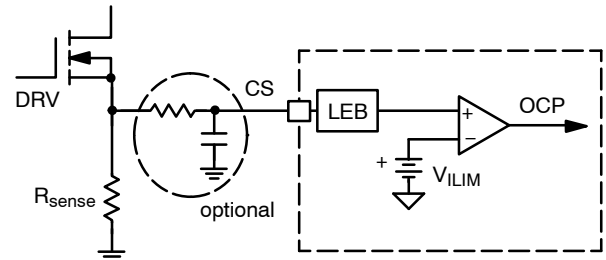 DRV
CS
LEB
OCP
+
−
+
V_ILIM
R_sense
optional